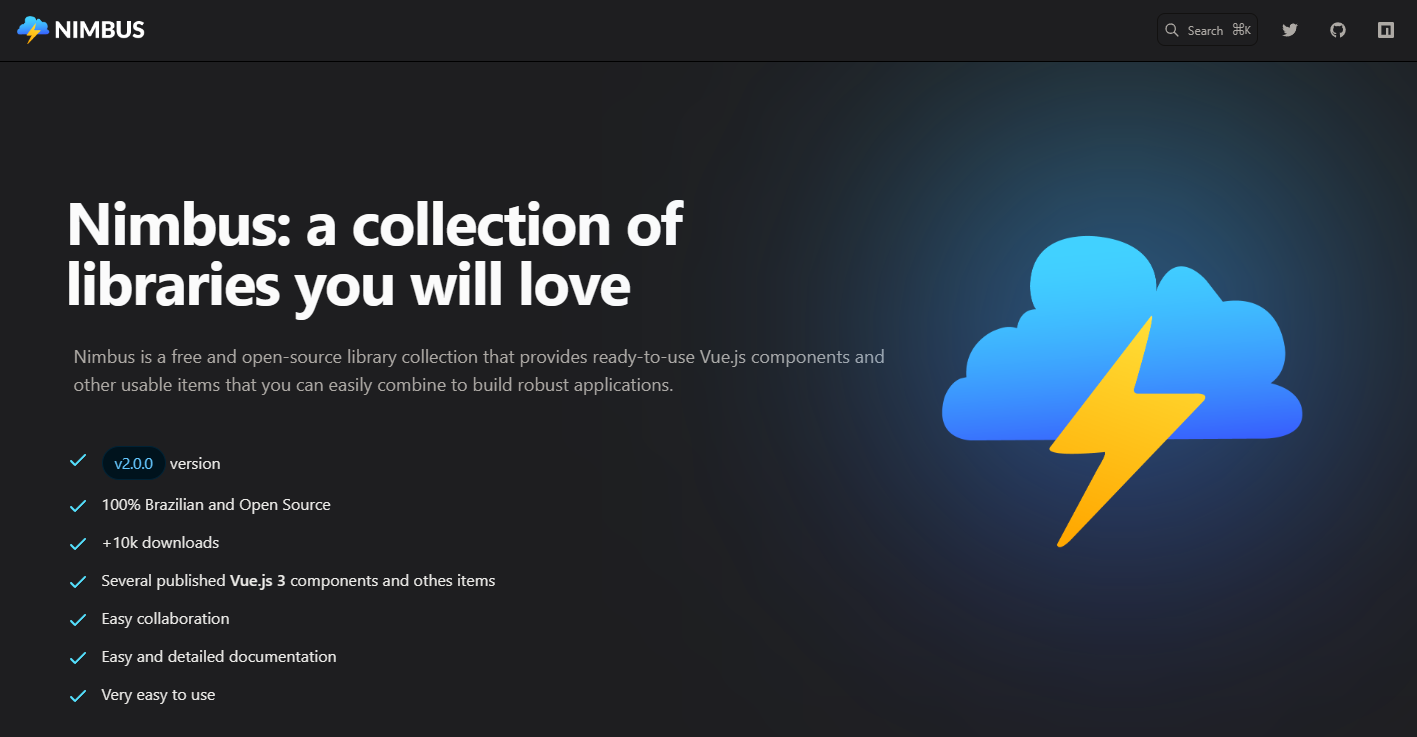 NIMBUS
Search ⌘K
Nimbus: a collection of
libraries you will love
Nimbus is a free and open-source library collection that provides ready-to-use Vue.js components and
other usable items that you can easily combine to build robust applications.
v2.0.0 version
100% Brazilian and Open Source
+10k downloads
Several published Vue.js 3 components and othes items
Easy collaboration
Easy and detailed documentation
Very easy to use